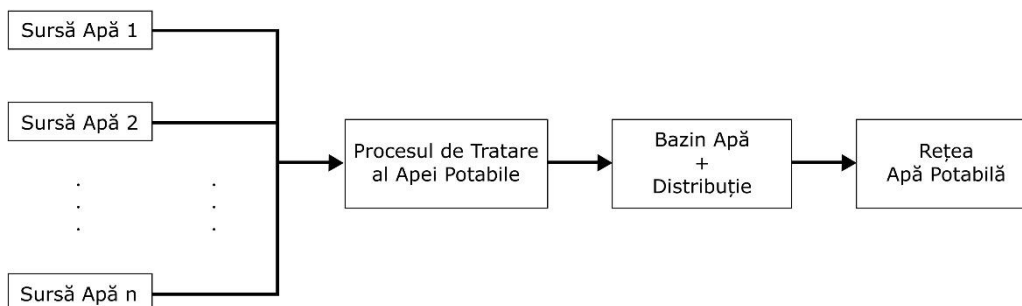 Sursă Apă 1
Sursă Apă 2
Sursă Apă n
Procesul de Tratare
al Apei Potabile
Bazin Apă
+
Distribuție
Rețea
Apă Potabilă